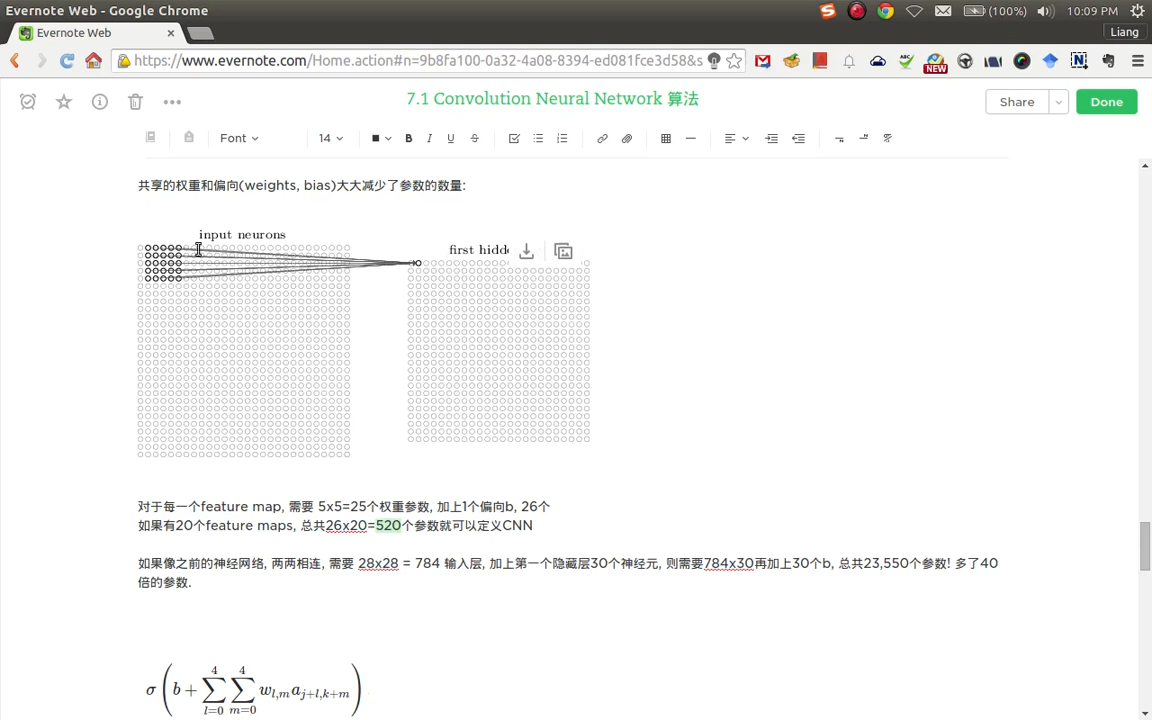 Evernote Web - Google Chrome
(100%)
10:09 PM
Evernote Web
Liang
https://www.evernote.com/Home.action#n=9b8fa100-0a32-4a08-8394-ed081fce3d58&s
NEW
7.1 Convolution Neural Network 算法
Share
Done
Font
14
B
I
U
S
共享的权重和偏向(weights, bias)大大减少了参数的数量:
input neurons
first hidd
对于每一个feature map, 需要 5x5=25个权重参数, 加上1个偏向b, 26个
如果有20个feature maps, 总共26x20=520个参数就可以定义CNN
如果像之前的神经网络, 两两相连, 需要 28x28 = 784 输入层, 加上第一个隐藏层30个神经元, 则需要784x30再加上30个b, 总共23,550个参数! 多了40
倍的参数.
σ ( b + ∑_{l=0}^{4} ∑_{m=0}^{4} w_{l,m} a_{j+l,k+m} )